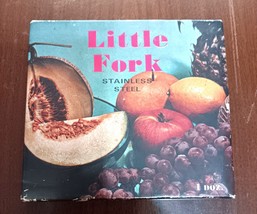 Little
Fork
STAINLESS
STEEL
1 DOZ.